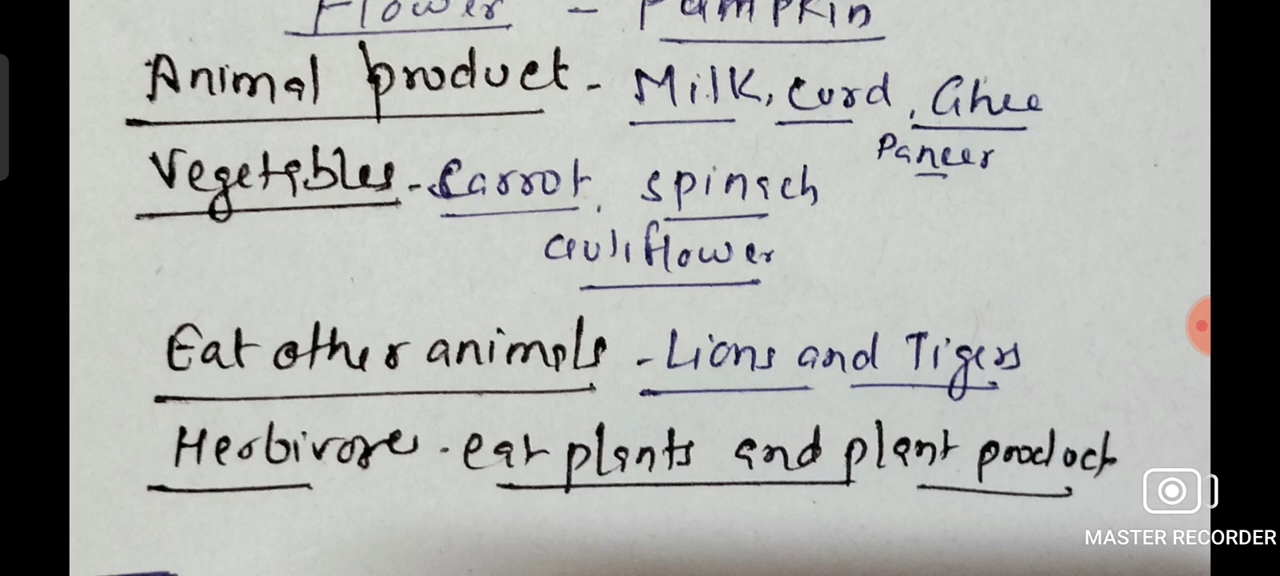 Flower - Pumpkin
Animal product - Milk, Curd, Ghee
Paneer
Vegetables - Carrot, spinach
Cauliflower
Eat other animals - Lions and Tigers
Herbivore - eat plants and plant product
MASTER RECORDER